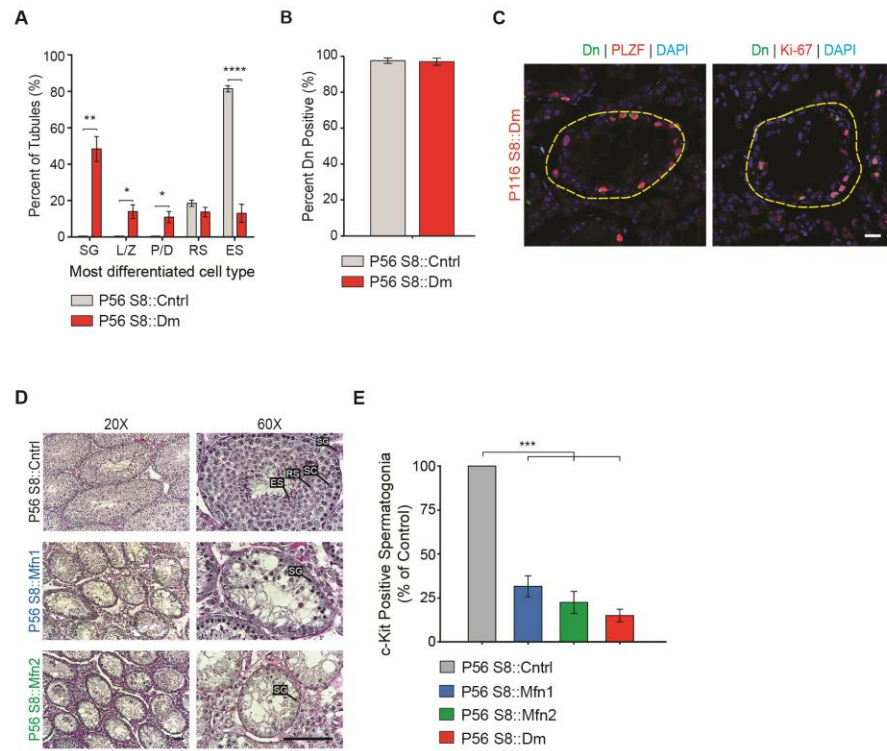 A
Percent of Tubules (%)
100
80
60
40
20
0
**
*
*
****
SG L/Z P/D RS ES
Most differentiated cell type
P56 S8::Cntrl
P56 S8::Dm
B
Percent Dn Positive (%)
100
80
60
40
20
0
P56 S8::Cntrl
P56 S8::Dm
C
Dn | PLZF | DAPI
Dn | Ki-67 | DAPI
P116 S8::Dm
D
20X
60X
P56 S8::Cntrl
SG
SC
RS
ES
P56 S8::Mfn1
SG
P56 S8::Mfn2
SG
E
c-Kit Positive Spermatogonia
(% of Control)
100
75
50
25
0
***
P56 S8::Cntrl
P56 S8::Mfn1
P56 S8::Mfn2
P56 S8::Dm